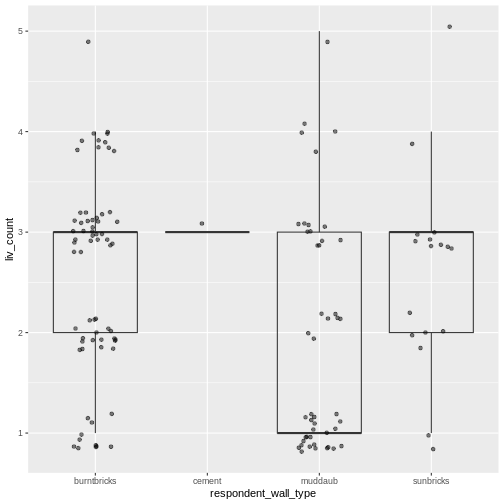 5
4
3
2
1
liv_count
burntbricks cement muddaub sunbricks
respondent_wall_type